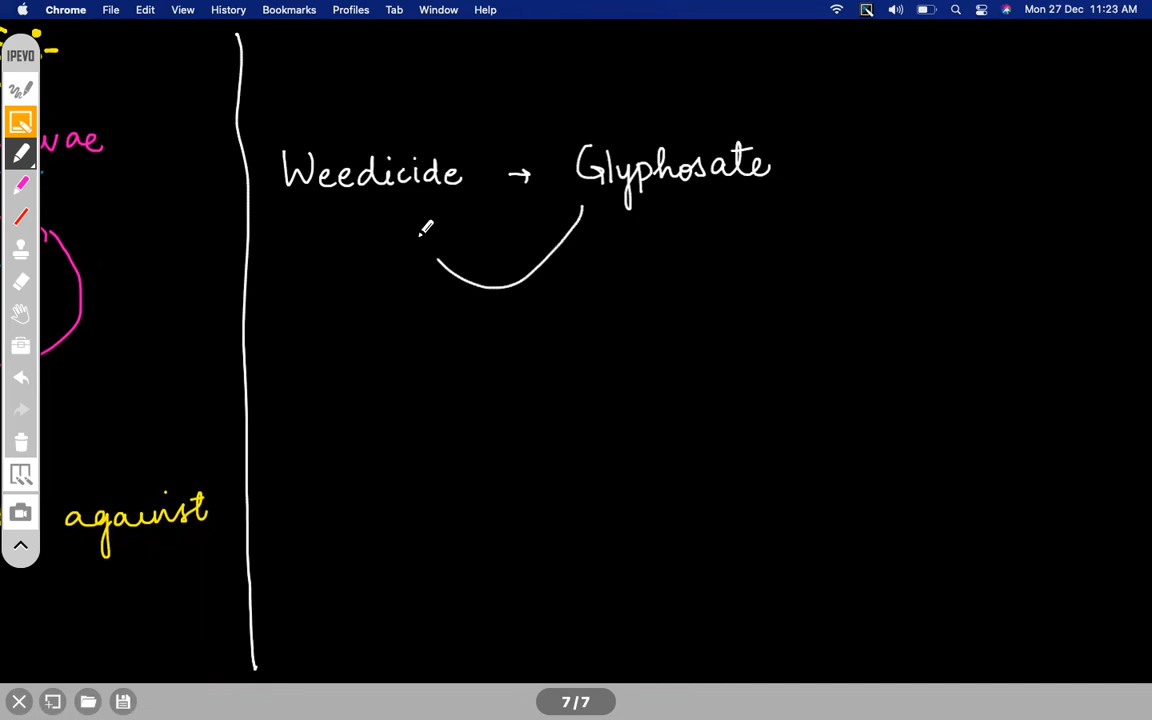 Chrome File Edit View History Bookmarks Profiles Tab Window Help Mon 27 Dec 11:23 AM
IPEVO
vae
Weedicide → Glyphosate
against
7/7